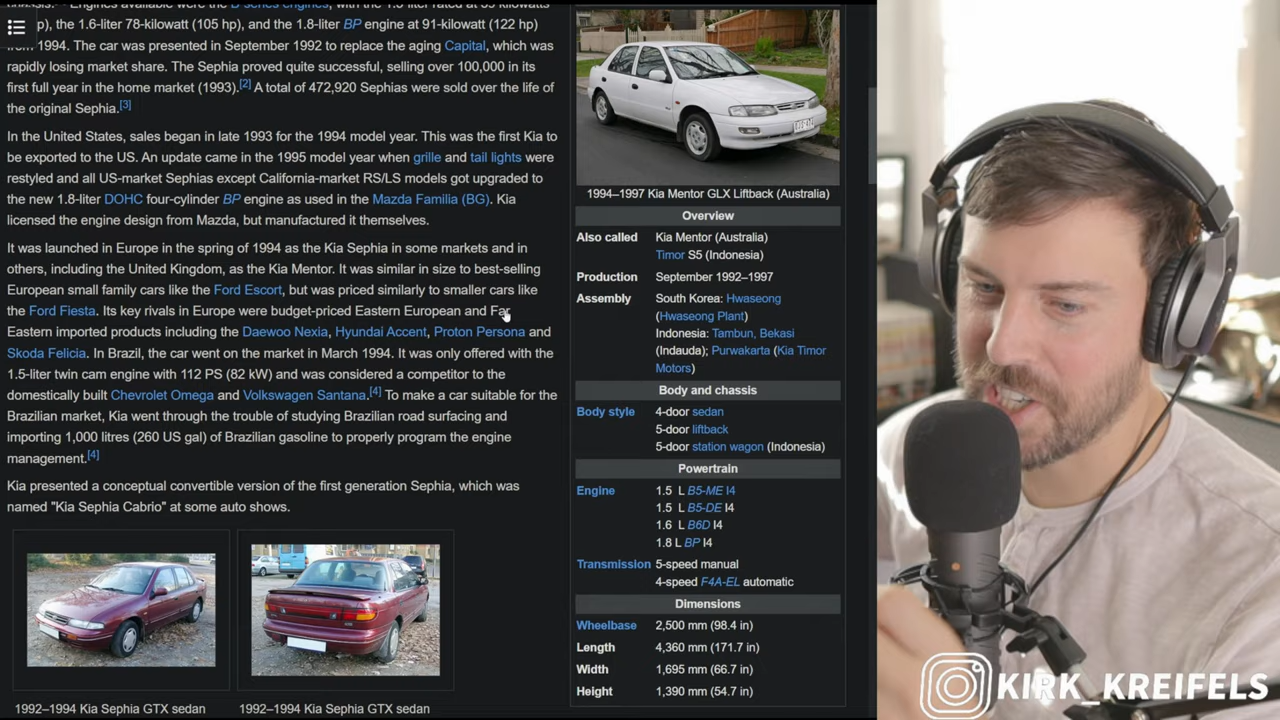 p), the 1.6-liter 78-kilowatt (105 hp), and the 1.8-liter BP engine at 91-kilowatt (122 hp)
1994. The car was presented in September 1992 to replace the aging Capital, which was
rapidly losing market share. The Sephia proved quite successful, selling over 100,000 in its
first full year in the home market (1993).[2] A total of 472,920 Sephias were sold over the life of
the original Sephia.[3]
In the United States, sales began in late 1993 for the 1994 model year. This was the first Kia to
be exported to the US. An update came in the 1995 model year when grille and tail lights were
restyled and all US-market Sephias except California-market RS/LS models got upgraded to
the new 1.8-liter DOHC four-cylinder BP engine as used in the Mazda Familia (BG). Kia
licensed the engine design from Mazda, but manufactured it themselves.
It was launched in Europe in the spring of 1994 as the Kia Sephia in some markets and in
others, including the United Kingdom, as the Kia Mentor. It was similar in size to best-selling
European small family cars like the Ford Escort, but was priced similarly to smaller cars like
the Ford Fiesta. Its key rivals in Europe were budget-priced Eastern European and Far
Eastern imported products including the Daewoo Nexia, Hyundai Accent, Proton Persona and
Skoda Felicia. In Brazil, the car went on the market in March 1994. It was only offered with the
1.5-liter twin cam engine with 112 PS (82 kW) and was considered a competitor to the
domestically built Chevrolet Omega and Volkswagen Santana.[4] To make a car suitable for the
Brazilian market, Kia went through the trouble of studying Brazilian road surfacing and
importing 1,000 litres (260 US gal) of Brazilian gasoline to properly program the engine
management.[4]
Kia presented a conceptual convertible version of the first generation Sephia, which was
named "Kia Sephia Cabrio" at some auto shows.
1992–1994 Kia Sephia GTX sedan
1992–1994 Kia Sephia GTX sedan
1994–1997 Kia Mentor GLX Liftback (Australia)
Overview
Also called Kia Mentor (Australia)
Timor S5 (Indonesia)
Production September 1992–1997
Assembly South Korea: Hwaseong
(Hwaseong Plant)
Indonesia: Tambun, Bekasi
(Indauda); Purwakarta (Kia Timor
Motors)
Body and chassis
Body style 4-door sedan
5-door liftback
5-door station wagon (Indonesia)
Powertrain
Engine 1.5 L B5-ME I4
1.5 L B5-DE I4
1.6 L B6D I4
1.8 L BP I4
Transmission 5-speed manual
4-speed F4A-EL automatic
Dimensions
Wheelbase 2,500 mm (98.4 in)
Length 4,360 mm (171.7 in)
Width 1,695 mm (66.7 in)
Height 1,390 mm (54.7 in)
KIRK_KREIFELS